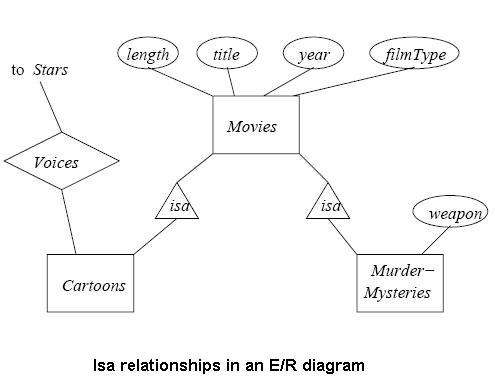 length title year filmType
to Stars
Movies
Voices
isa isa
weapon
Cartoons
Murder–
Mysteries
Isa relationships in an E/R diagram